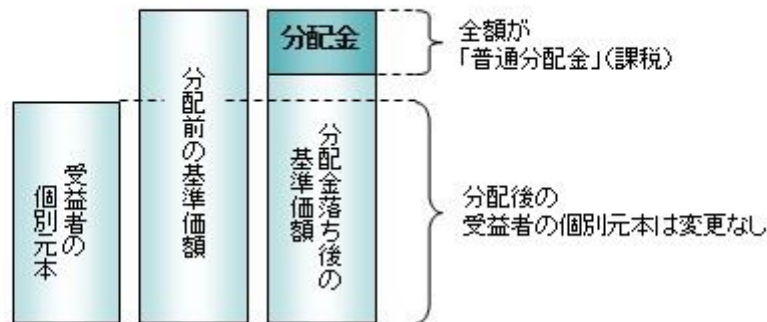 受益者の
個別元本
分配前の基準価額
分配金
分配金落ち後の
基準価額
全額が
「普通分配金」(課税)
分配後の
受益者の個別元本は変更なし